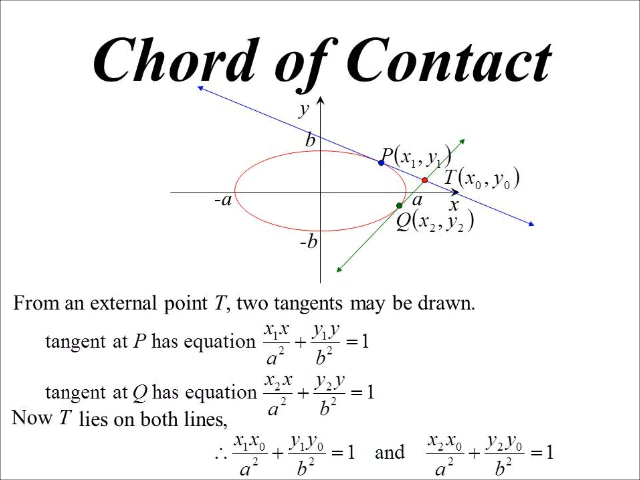 Chord of Contact
y
b
P(x₁, y₁)
T(x₀, y₀)
-a
a
x
Q(x₂, y₂)
-b
From an external point T, two tangents may be drawn.
tangent at P has equation x₁x/a² + y₁y/b² = 1
tangent at Q has equation x₂x/a² + y₂y/b² = 1
Now T lies on both lines,
∴ x₁x₀/a² + y₁y₀/b² = 1 and x₂x₀/a² + y₂y₀/b² = 1